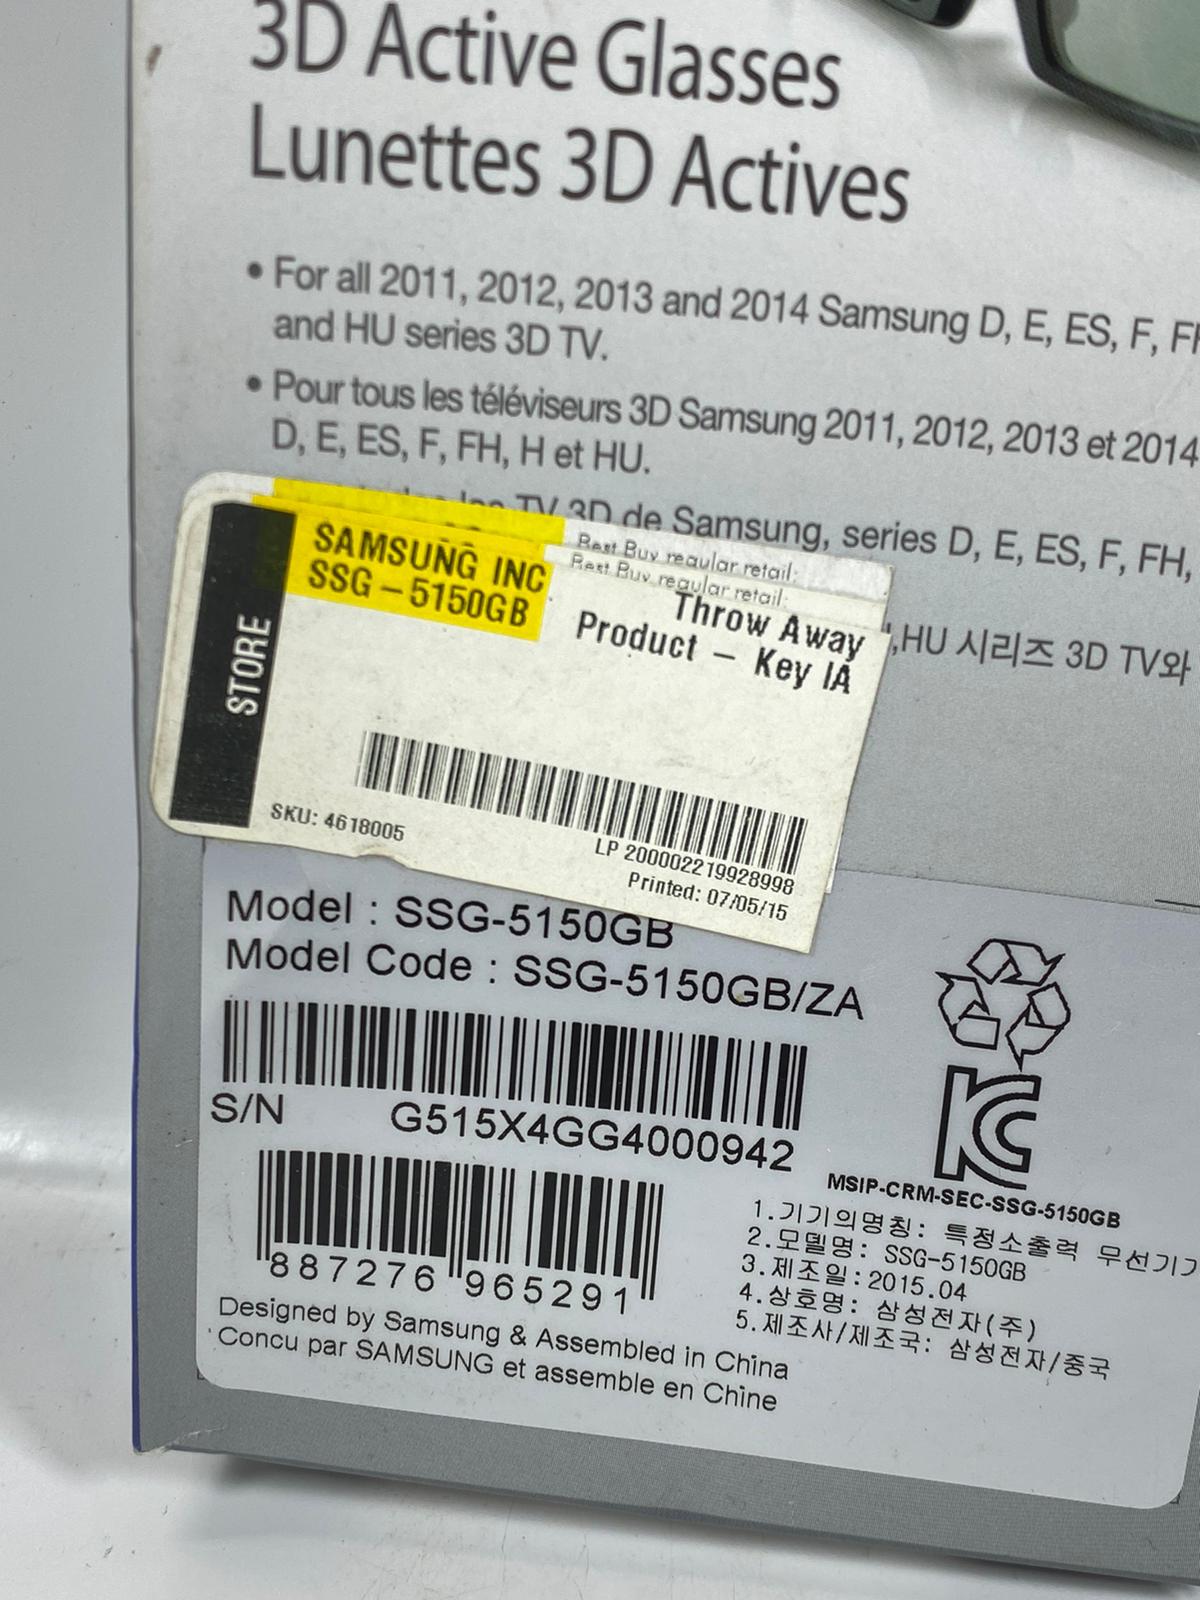 3D Active Glasses
Lunettes 3D Actives
• For all 2011, 2012, 2013 and 2014 Samsung D, E, ES, F,
and HU series 3D TV.
• Pour tous les téléviseurs 3D Samsung 2011, 2012, 2013 et 2014
D, E, ES, F, FH, H et HU.
TV 3D de Samsung, series D, E, ES, F, FH,
,HU 시리즈 3D TV와
Best Buy regular retail:
STORE
SAMSUNG INC
SSG-5150GB
Best Buy regular retail:
Throw Away
Product - Key IA
SKU: 4618005
LP 200002219928998
Printed: 07/05/15
Model : SSG-5150GB
Model Code : SSG-5150GB/ZA
S/N G515X4GG4000942
887276 965291
Designed by Samsung & Assembled in China
Concu par SAMSUNG et assemble en Chine
MSIP-CRM-SEC-SSG-5150GB
1.기기의명칭: 특정소출력 무선기기
2.모델명: SSG-5150GB
3.제조일:2015.04
4.상호명: 삼성전자(주)
5.제조사/제조국: 삼성전자/중국